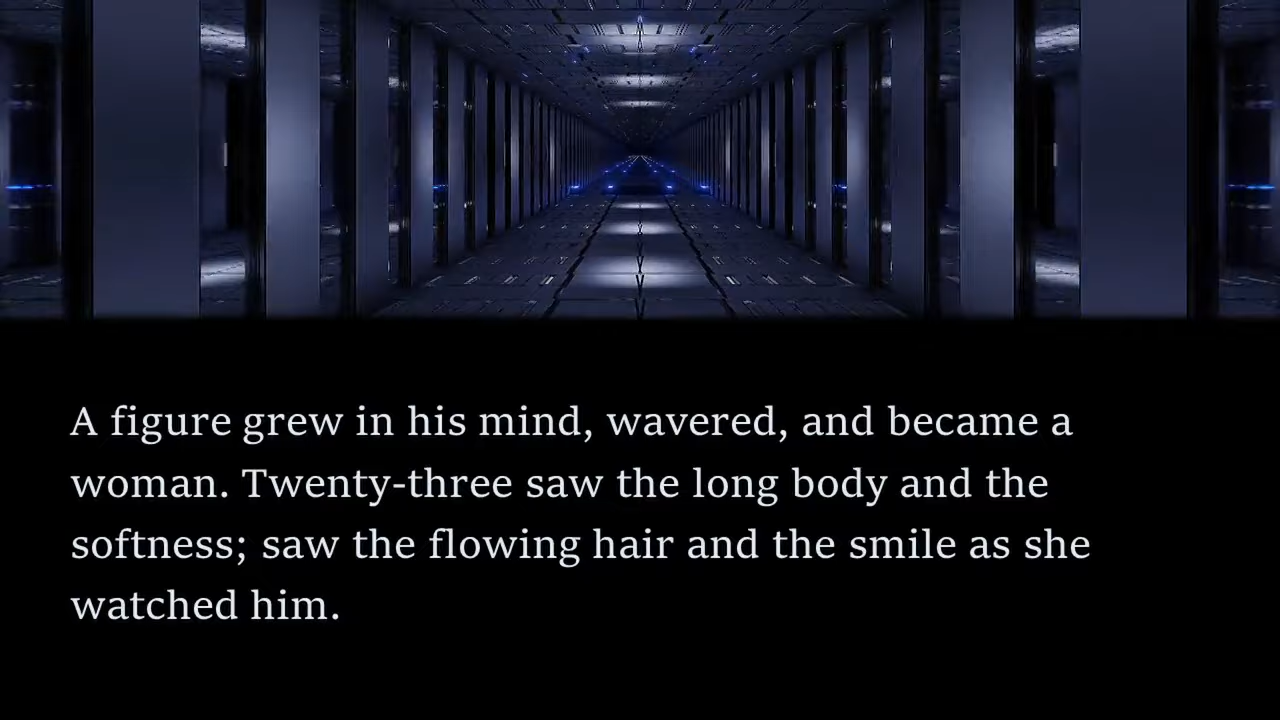 A figure grew in his mind, wavered, and became a
woman. Twenty-three saw the long body and the
softness; saw the flowing hair and the smile as she
watched him.